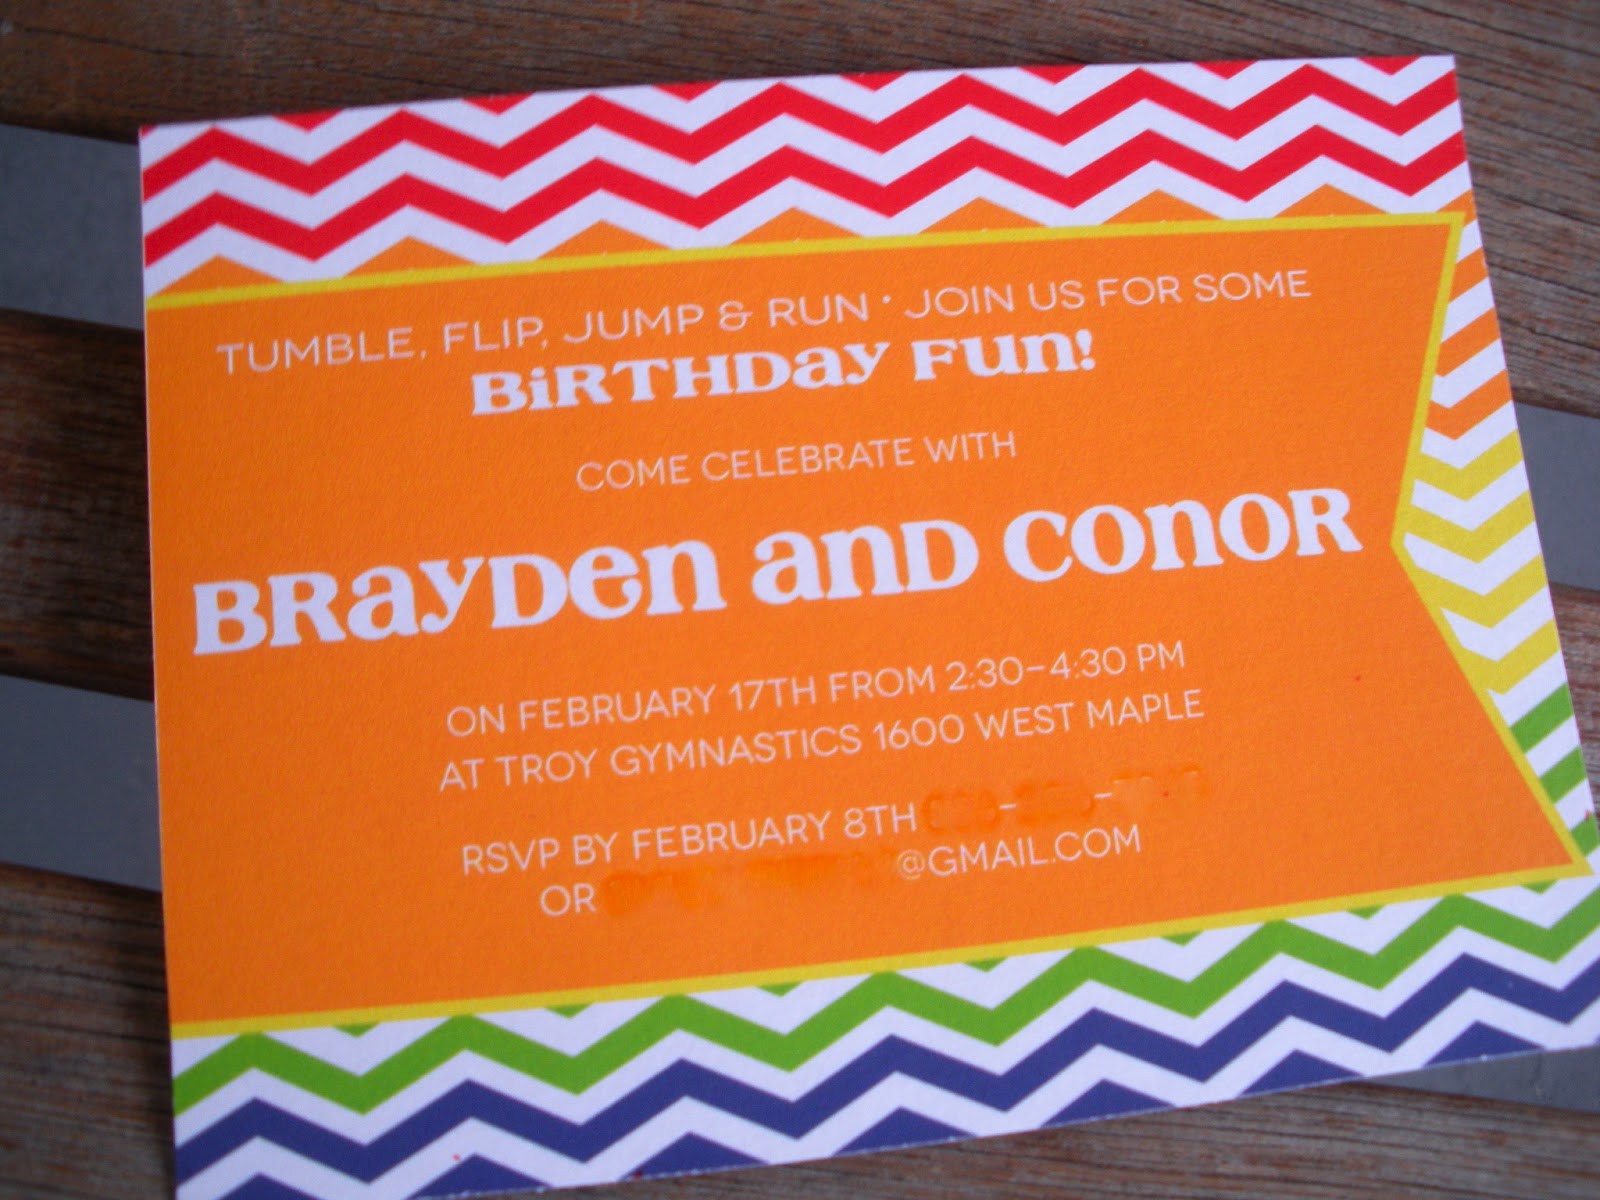 TUMBLE, FLIP, JUMP & RUN • JOIN US FOR SOME
BiRTHDay FUn!
COME CELEBRATE WITH
BRayDen anD COnOR
ON FEBRUARY 17TH FROM 2:30-4:30 PM
AT TROY GYMNASTICS 1600 WEST MAPLE
RSVP BY FEBRUARY 8TH
OR @GMAIL.COM